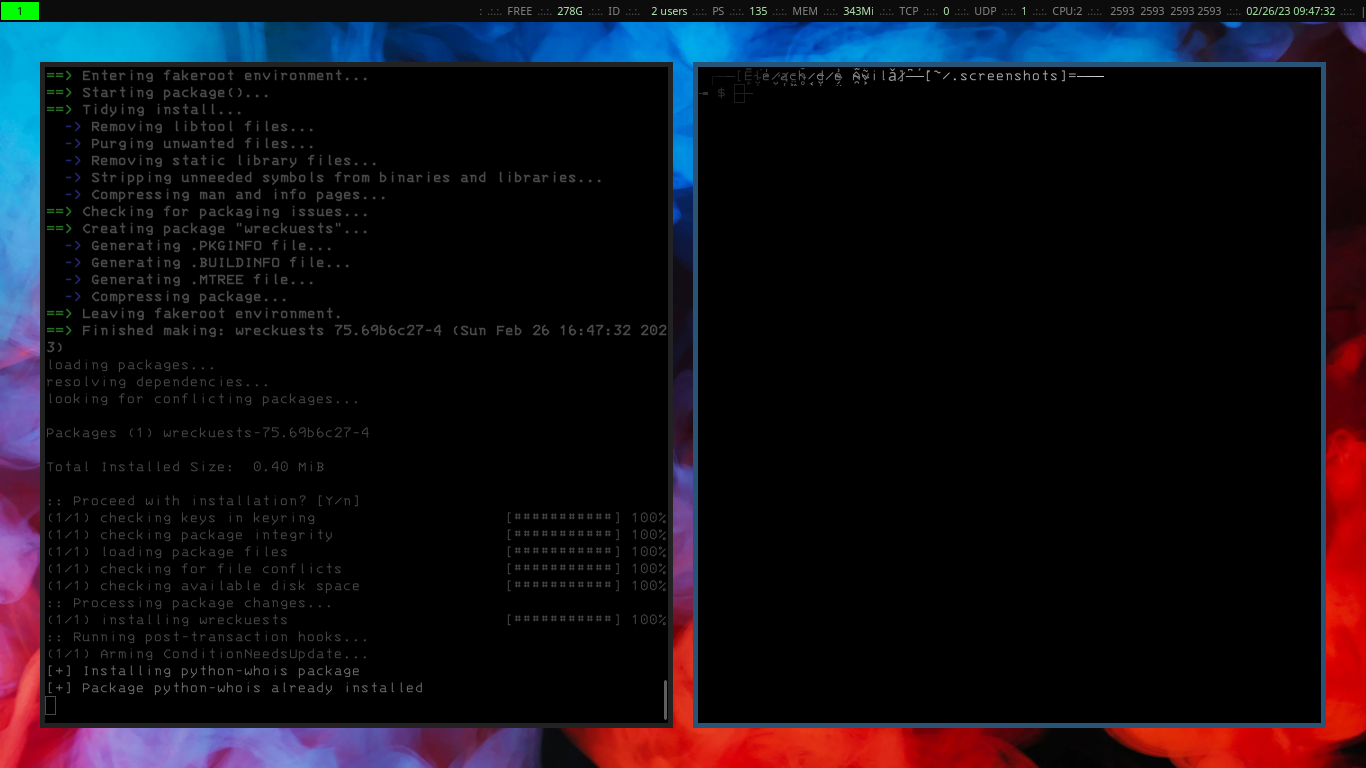 1
: .:.:. FREE .:.:. 278G .:.:. ID .:.:. 2 users .:.:. PS .:.:. 135 .:.:. MEM .:.:. 343Mi .:.:. TCP .:.:. 0 .:.:. UDP .:.:. 1 .:.:. CPU:2 .:.:. 2593 2593 2593 2593 .:.:. 02/26/23 09:47:32 .:.:. |
==> Entering fakeroot environment...
==> Starting package()...
==> Tidying install...
-> Removing libtool files...
-> Purging unwanted files...
-> Removing static library files...
-> Stripping unneeded symbols from binaries and libraries...
-> Compressing man and info pages...
==> Checking for packaging issues...
==> Creating package "wreckuests"...
-> Generating .PKGINFO file...
-> Generating .BUILDINFO file...
-> Generating .MTREE file...
-> Compressing package...
==> Leaving fakeroot environment.
==> Finished making: wreckuests 75.69b6c27-4 (Sun Feb 26 16:47:32 202
3)
loading packages...
resolving dependencies...
looking for conflicting packages...
Packages (1) wreckuests-75.69b6c27-4
Total Installed Size:  0.40 MiB
:: Proceed with installation? [Y/n]
(1/1) checking keys in keyring [###########] 100%
(1/1) checking package integrity [###########] 100%
(1/1) loading package files [###########] 100%
(1/1) checking for file conflicts [###########] 100%
(1/1) checking available disk space [###########] 100%
:: Processing package changes...
(1/1) installing wreckuests [###########] 100%
:: Running post-transaction hooks...
(1/1) Arming ConditionNeedsUpdate...
[+] Installing python-whois package
[+] Package python-whois already installed
[~/.screenshots]=
$